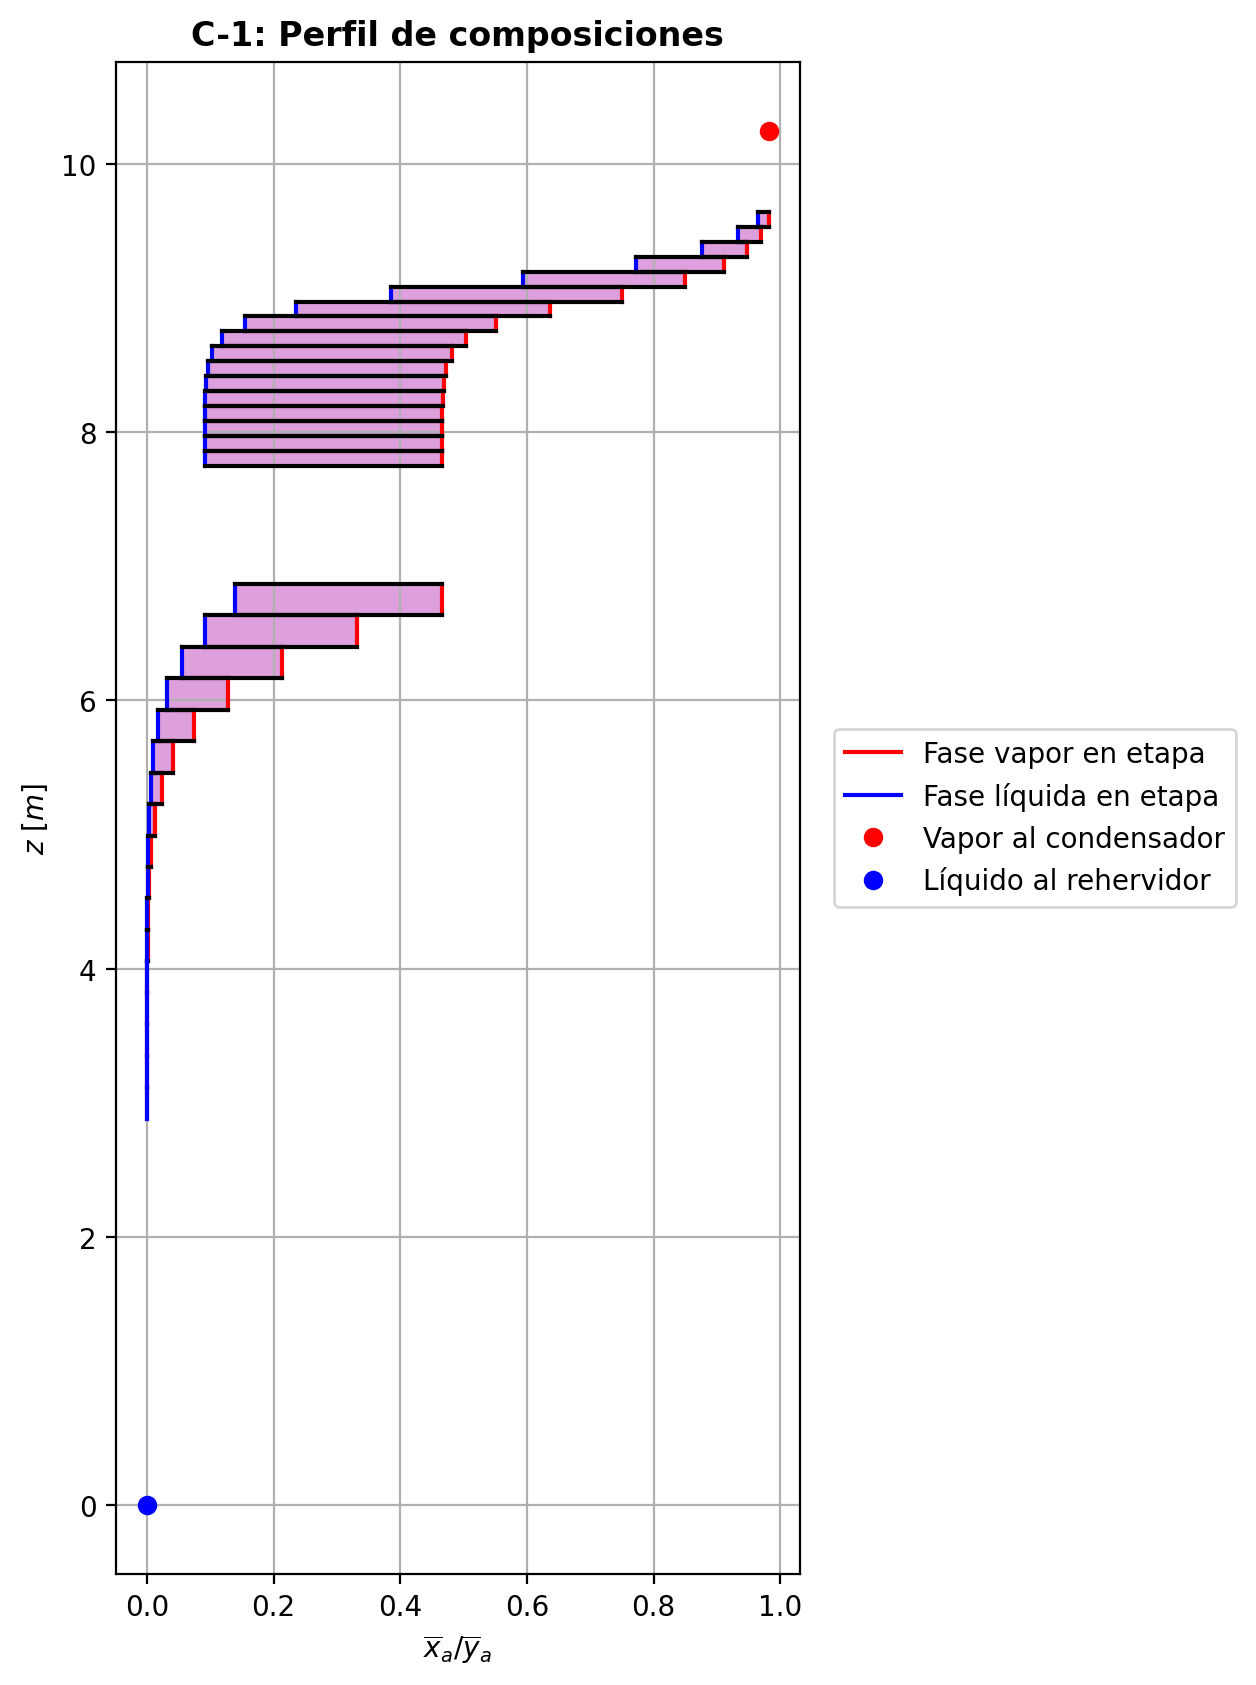 C-1: Perfil de composiciones
10
8
6
4
2
0
z [m]
0.0 0.2 0.4 0.6 0.8 1.0
x̅ₐ/y̅ₐ
Fase vapor en etapa
Fase líquida en etapa
Vapor al condensador
Líquido al rehervidor